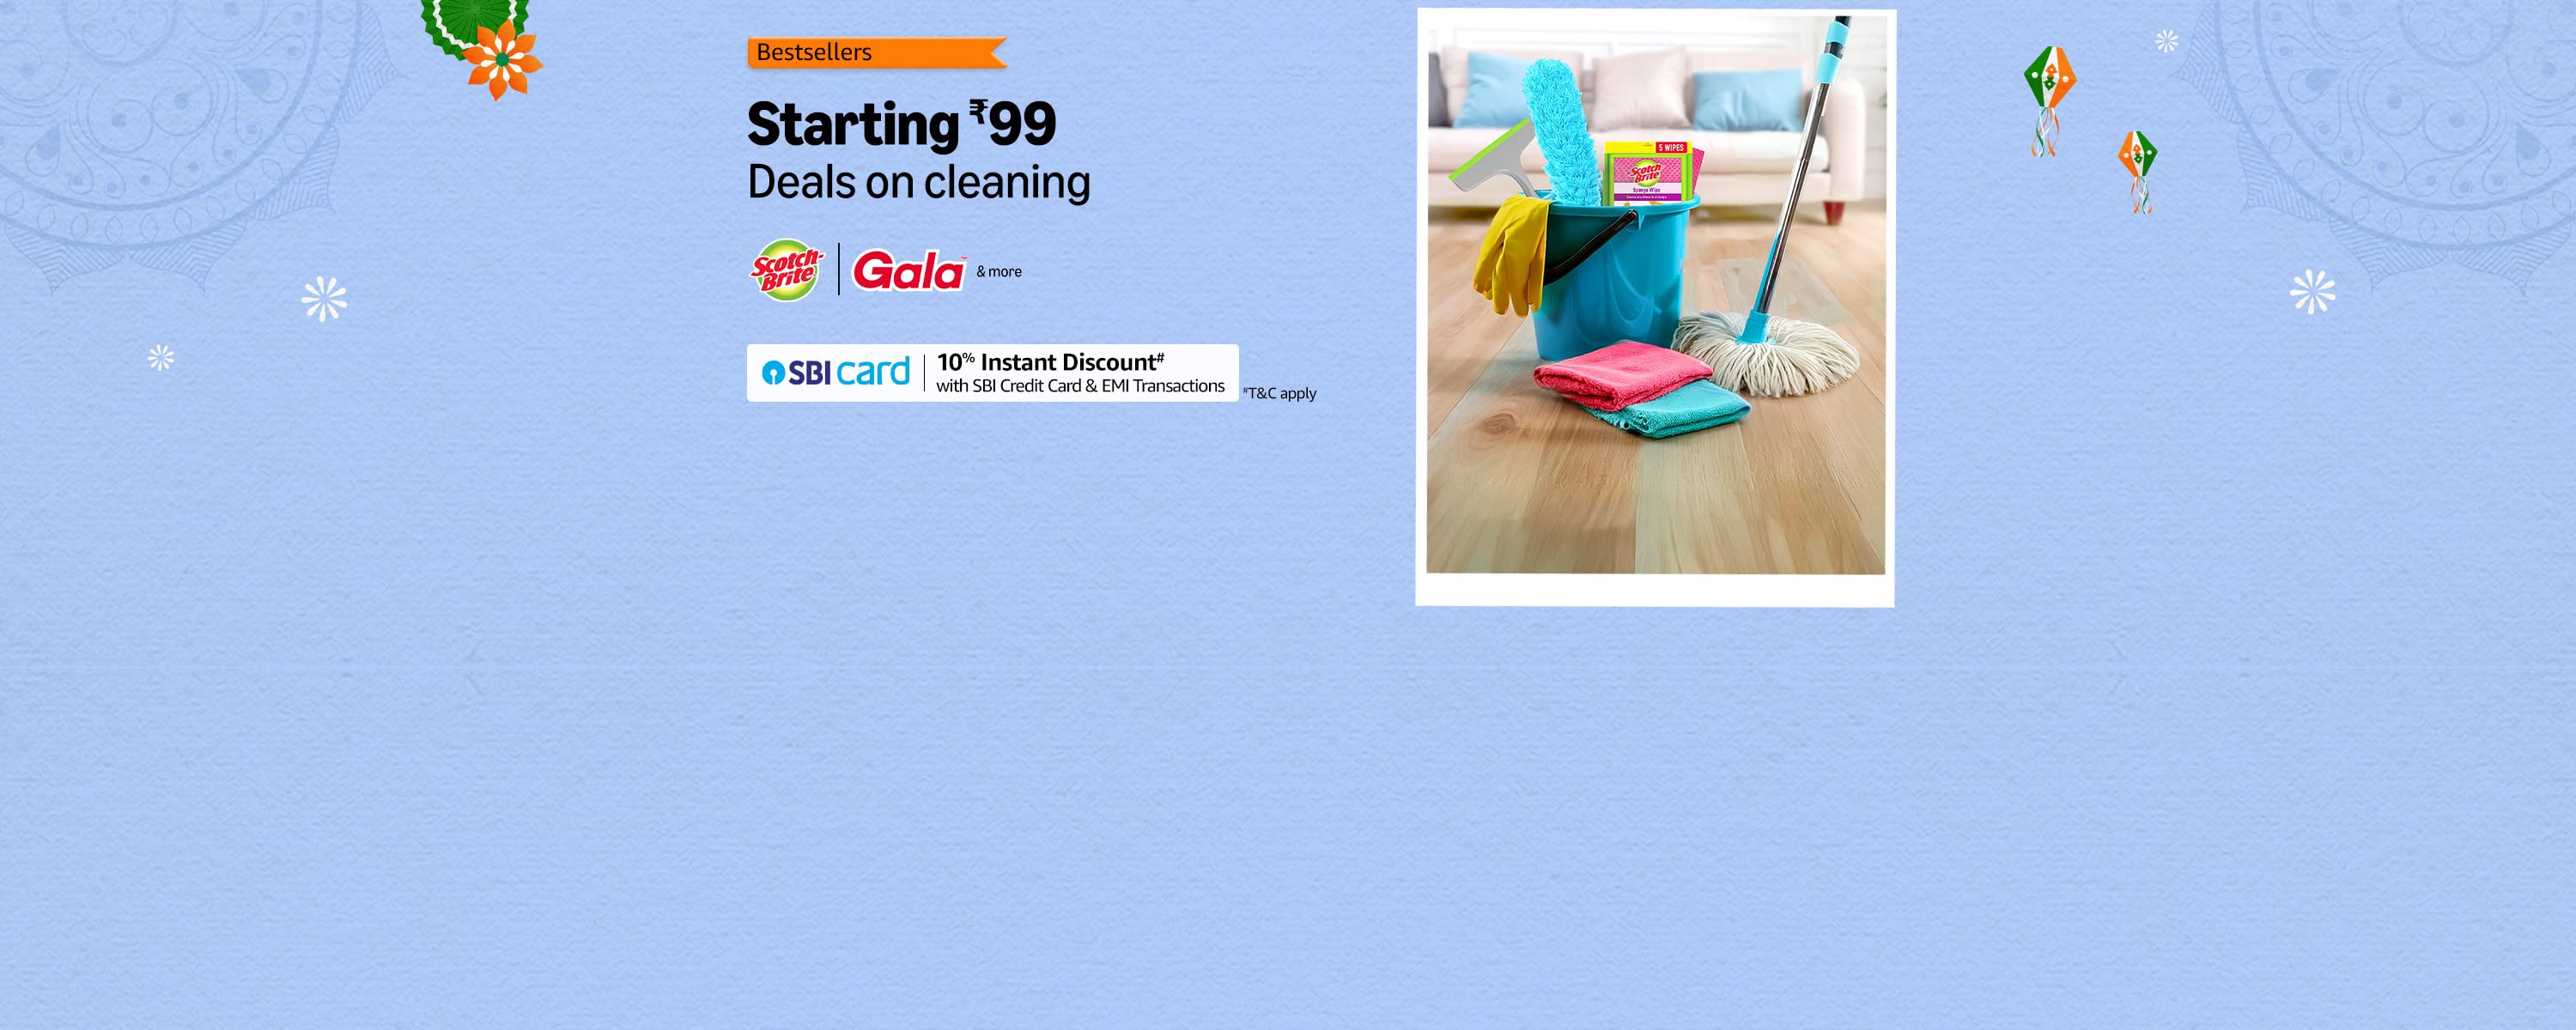 Bestsellers
Starting ₹99
Deals on cleaning
Scotch-
Brite
Gala™
& more
SBI card
10% Instant Discount#
with SBI Credit Card & EMI Transactions
#T&C apply
5 WIPES
Scotch
Brite
Sponge Wipe